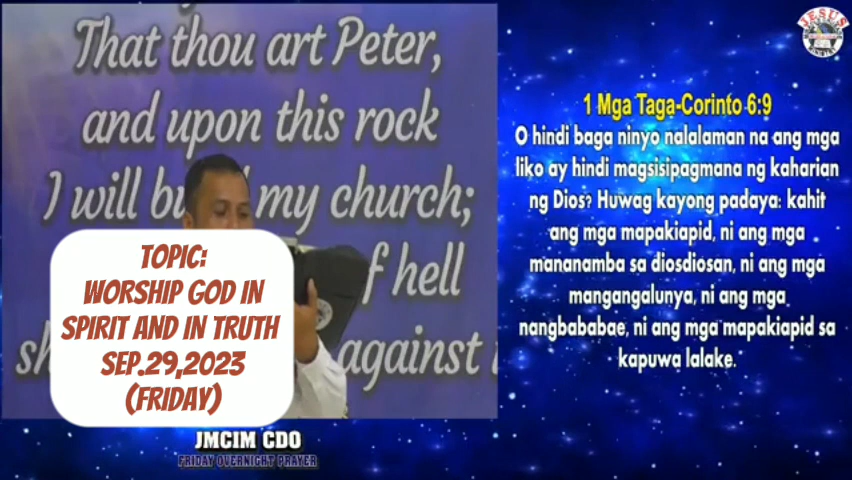 That thou art Peter,
and upon this rock
I will my church;
f hell
against
TOPIC:
WORSHIP GOD IN
SPIRIT AND IN TRUTH
SEP.29,2023
(FRIDAY)
JMCIM CDO
FRIDAY OVERNIGHT PRAYER
JESUS
1 Mga Taga-Corinto 6:9
O hindi baga ninyo nalalaman na ang mga
liko ay hindi magsisipagmana ng kaharian
ng Dios? Huwag kayong padaya: kahit
ang mga mapakiapid, ni ang mga
mananamba sa diosdiosan, ni ang mga
mangangalunya, ni ang mga
nangbababae, ni ang mga mapakiapid sa
kapuwa lalake.